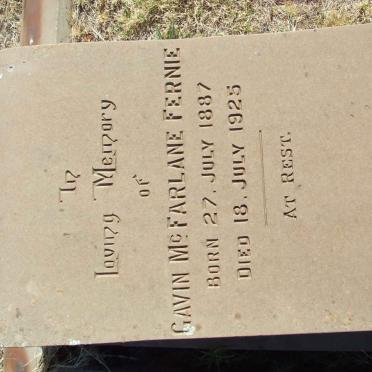 In
Loving Memory
of
GAVIN McFARLANE FERNIE
BORN 27. JULY 1887
DIED 18. JULY 1925
AT REST.